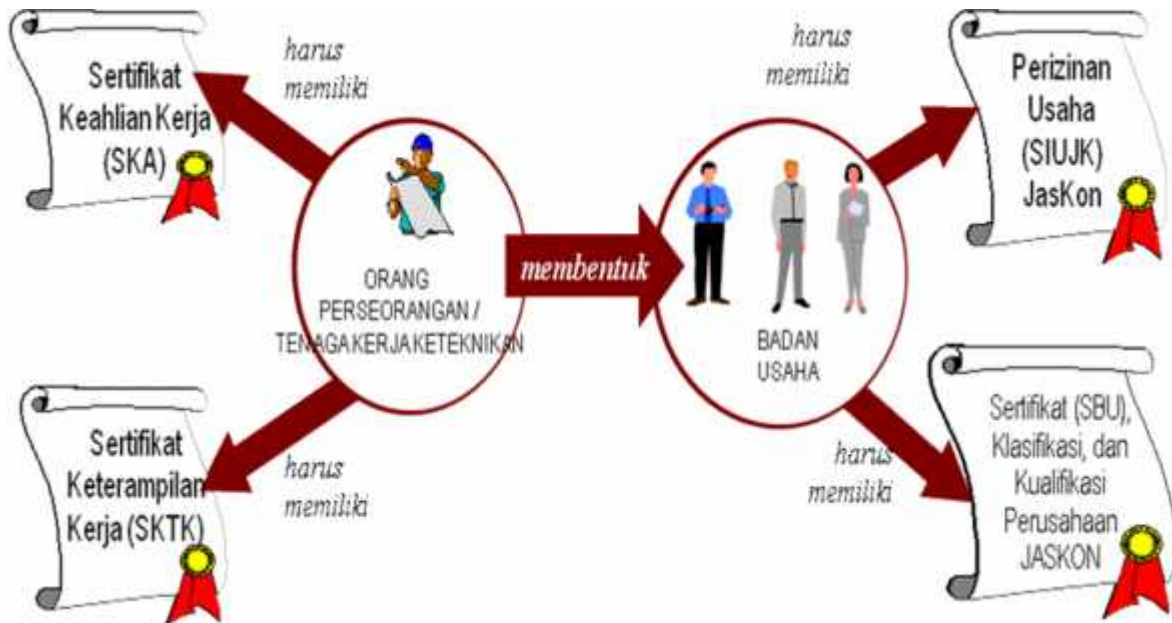 Sertifikat
Keahlian Kerja
(SKA)
harus
memiliki
harus
memiliki
Perizinan
Usaha
(SIUJK)
JasKon
ORANG
PERSEORANGAN /
TENAGA KERJA KETEKNIKAN
membentuk
BADAN
USAHA
Sertifikat
Keterampilan
Kerja (SKTK)
harus
memiliki
harus
memiliki
Sertifikat (SBU),
Klasifikasi, dan
Kualifikasi
Perusahaan
JASKON